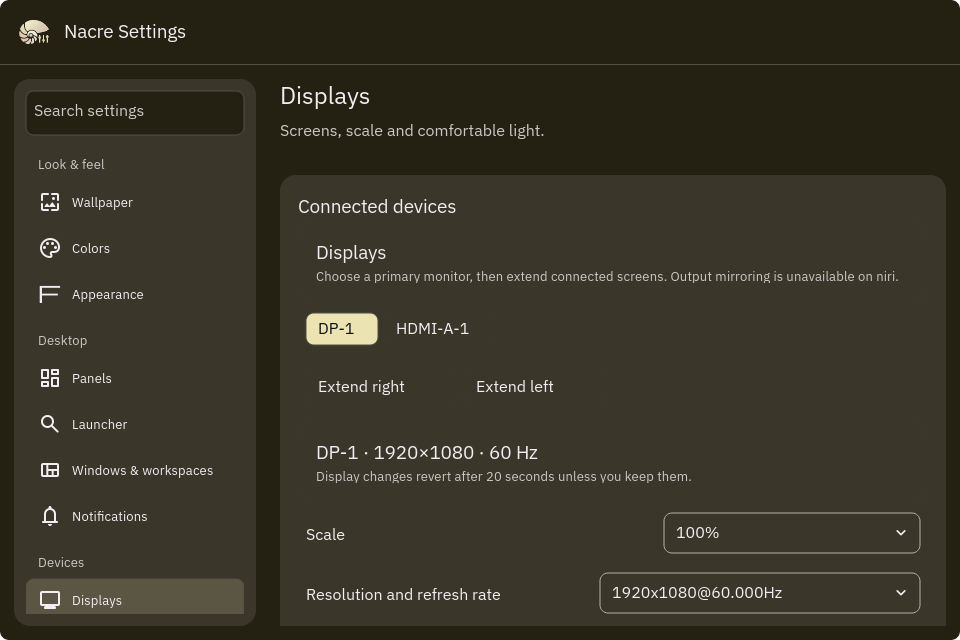 Nacre Settings
Search settings
Look & feel
Wallpaper
Colors
Appearance
Desktop
Panels
Launcher
Windows & workspaces
Notifications
Devices
Displays
Displays
Screens, scale and comfortable light.
Connected devices
Displays
Choose a primary monitor, then extend connected screens. Output mirroring is unavailable on niri.
DP-1 HDMI-A-1
Extend right Extend left
DP-1 · 1920×1080 · 60 Hz
Display changes revert after 20 seconds unless you keep them.
Scale 100%
Resolution and refresh rate 1920x1080@60.000Hz